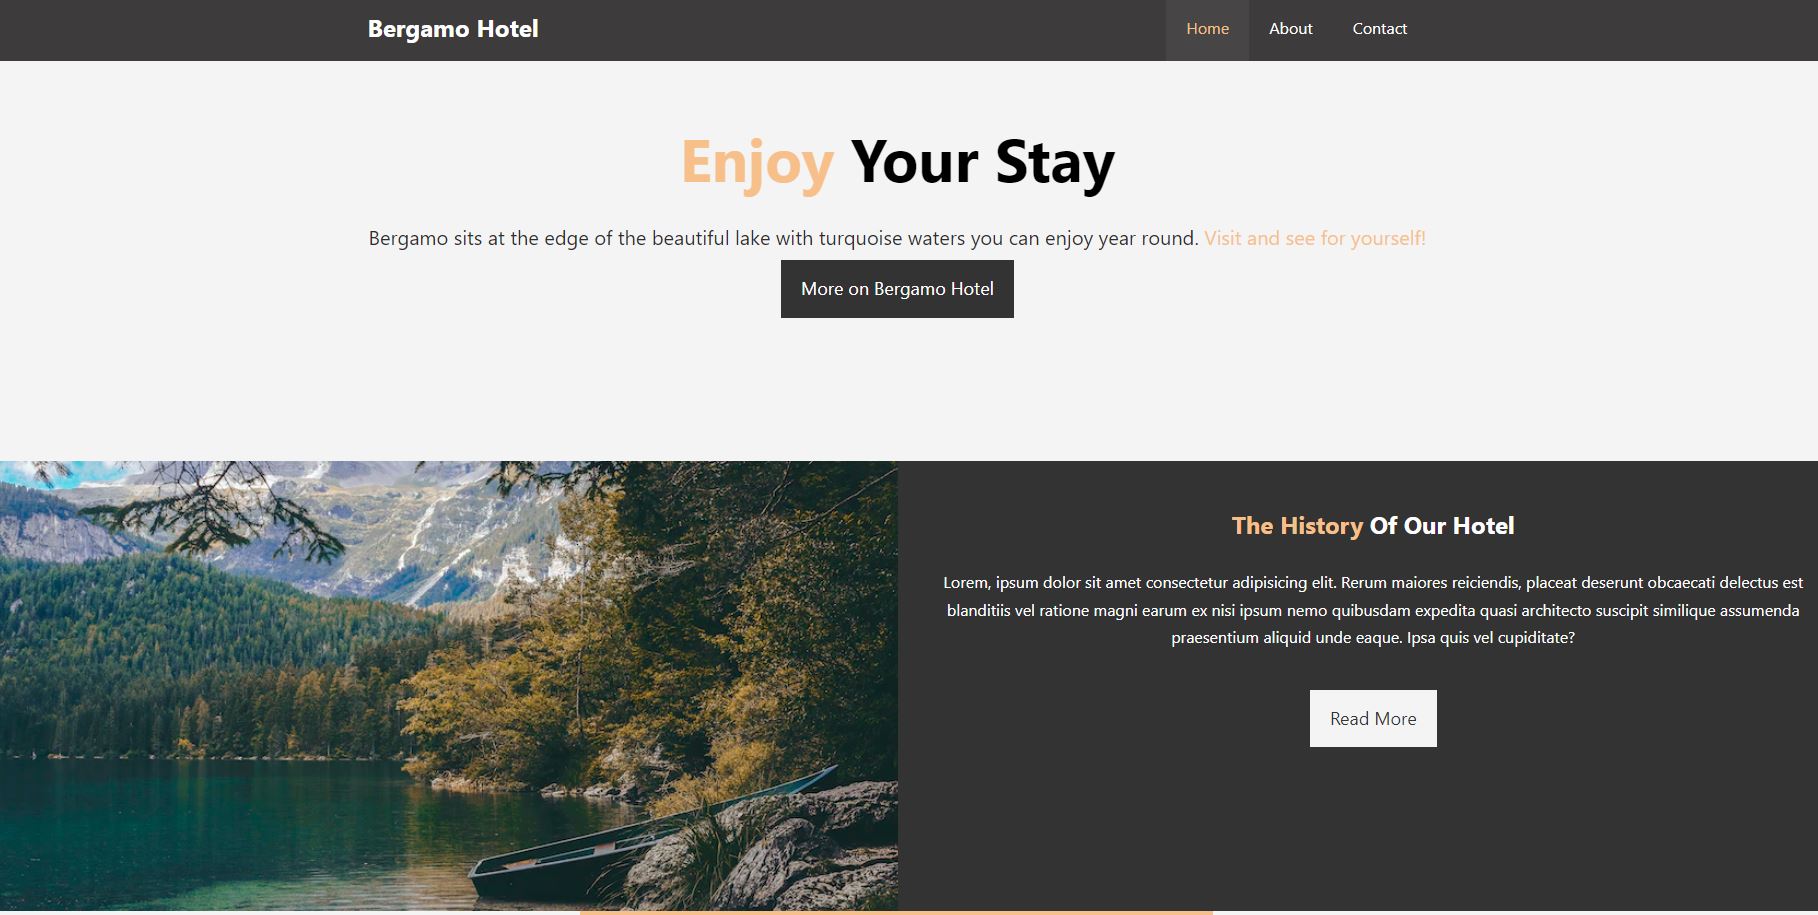 Bergamo Hotel
Home About Contact
Enjoy Your Stay
Bergamo sits at the edge of the beautiful lake with turquoise waters you can enjoy year round. Visit and see for yourself!
More on Bergamo Hotel
The History Of Our Hotel
Lorem, ipsum dolor sit amet consectetur adipisicing elit. Rerum maiores reiciendis, placeat deserunt obcaecati delectus est
blanditiis vel ratione magni earum ex nisi ipsum nemo quibusdam expedita quasi architecto suscipit similique assumenda
praesentium aliquid unde eaque. Ipsa quis vel cupiditate?
Read More